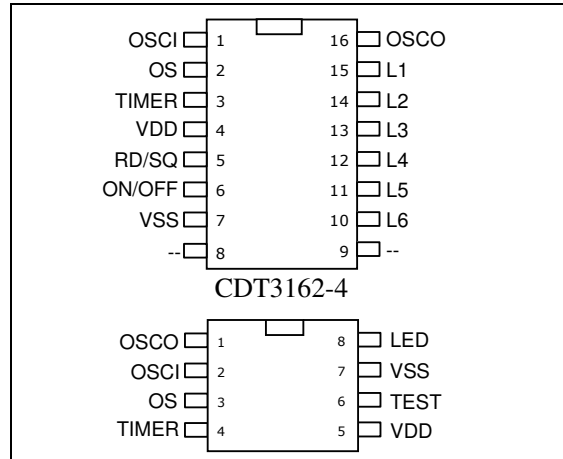 OSCI 1 16 OSCO
OS 2 15 L1
TIMER 3 14 L2
VDD 4 13 L3
RD/SQ 5 12 L4
ON/OFF 6 11 L5
VSS 7 10 L6
-- 8 9 --
CDT3162-4
OSCO 1 8 LED
OSCI 2 7 VSS
OS 3 6 TEST
TIMER 4 5 VDD